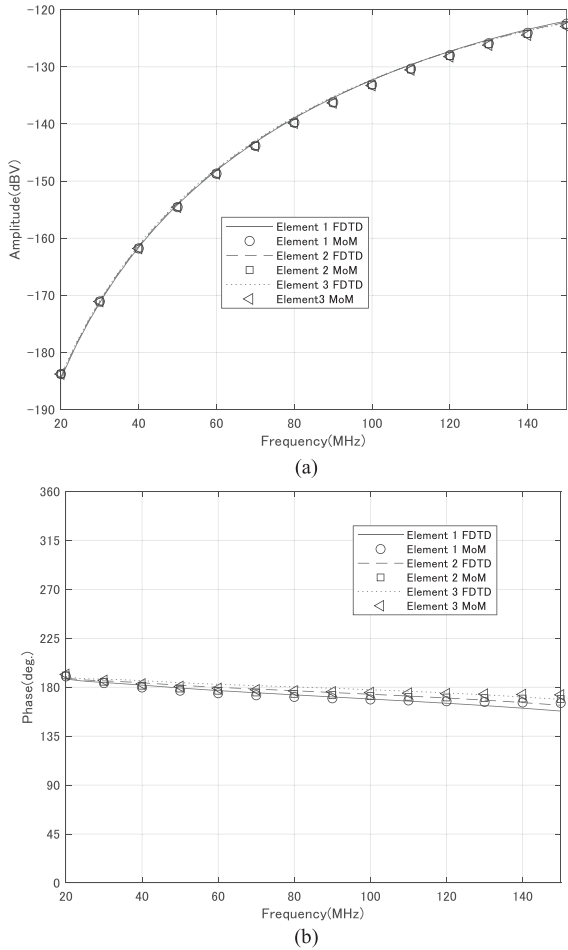 -120
-130
-140
-150
-160
-170
-180
-190
Amplitude(dBV)
Element 1 FDTD
Element 1 MoM
Element 2 FDTD
Element 2 MoM
Element 3 FDTD
Element3 MoM
20 40 60 80 100 120 140
Frequency(MHz)
(a)
360
315
270
225
180
135
90
45
0
Phase(deg.)
Element 1 FDTD
Element 1 MoM
Element 2 FDTD
Element 2 MoM
Element 3 FDTD
Element 3 MoM
20 40 60 80 100 120 140
Frequency(MHz)
(b)